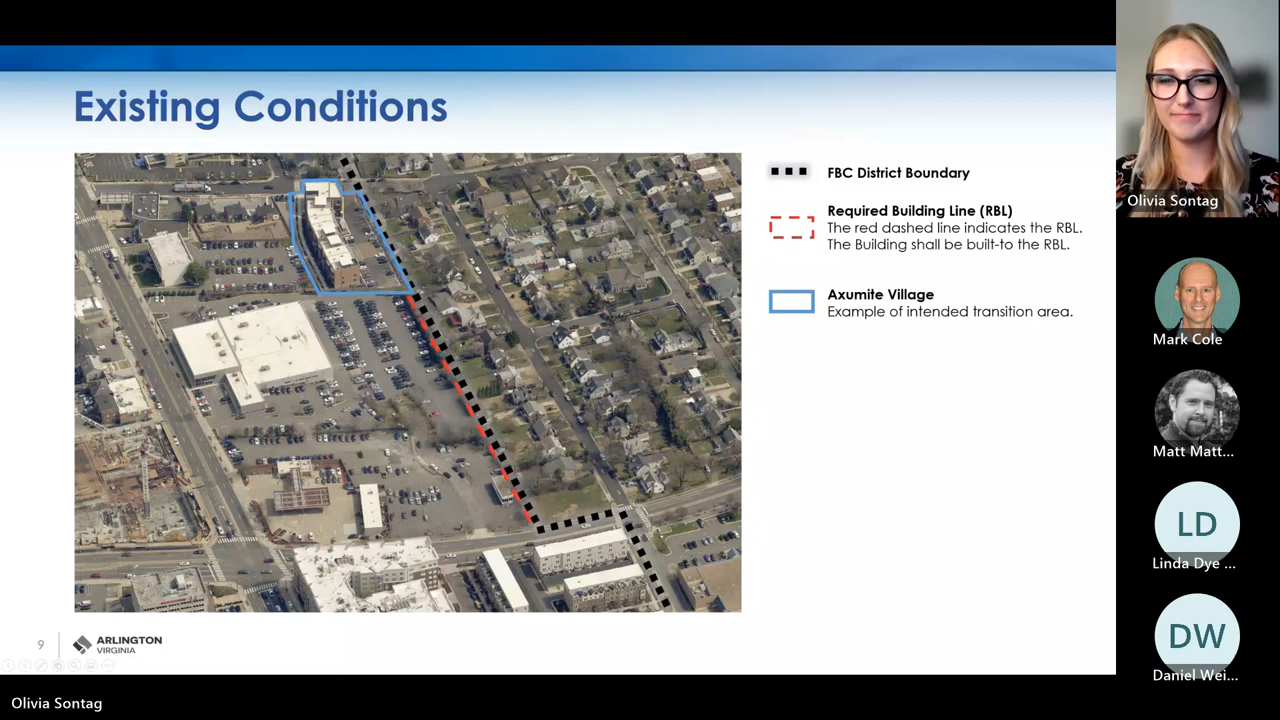 Existing Conditions
FBC District Boundary
Required Building Line (RBL)
The red dashed line indicates the RBL.
The Building shall be built-to the RBL.
Axumite Village
Example of intended transition area.
9
ARLINGTON
VIRGINIA
Olivia Sontag
Mark Cole
Matt Matt...
LD
Linda Dye ...
DW
Daniel Wei...
Olivia Sontag